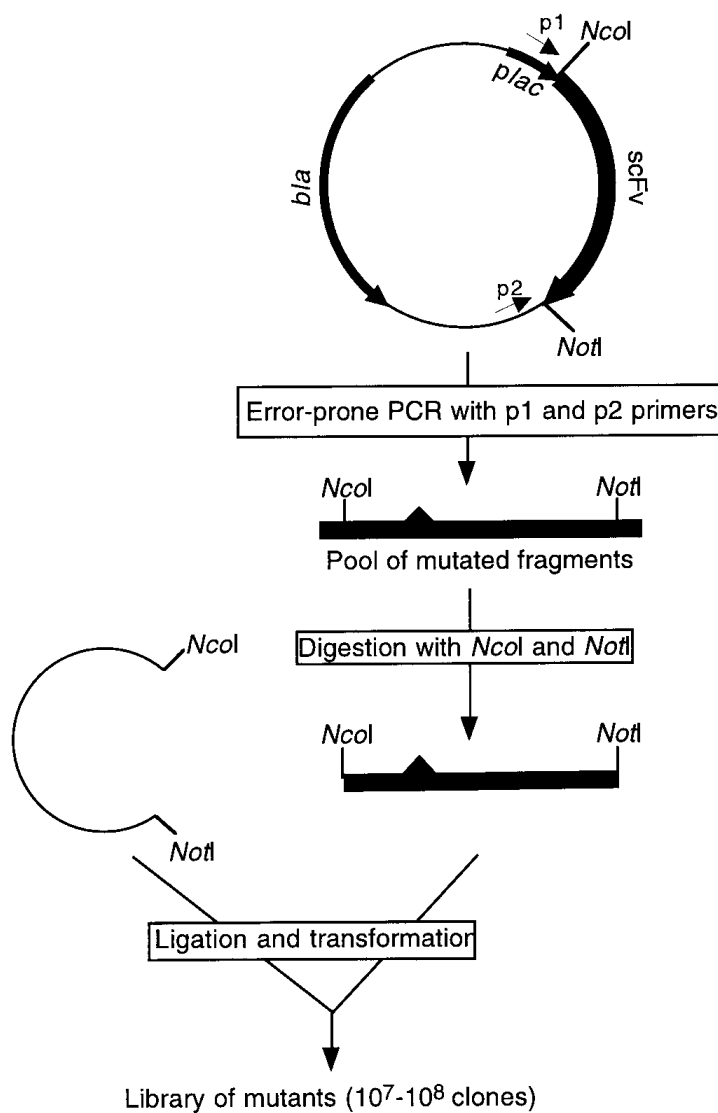 p1
NcoI
plac
scFv
bla
p2
NotI
Error-prone PCR with p1 and p2 primers
NcoI
NotI
Pool of mutated fragments
NcoI
Digestion with NcoI and NotI
NcoI
NotI
NotI
Ligation and transformation
Library of mutants (10⁷-10⁸ clones)